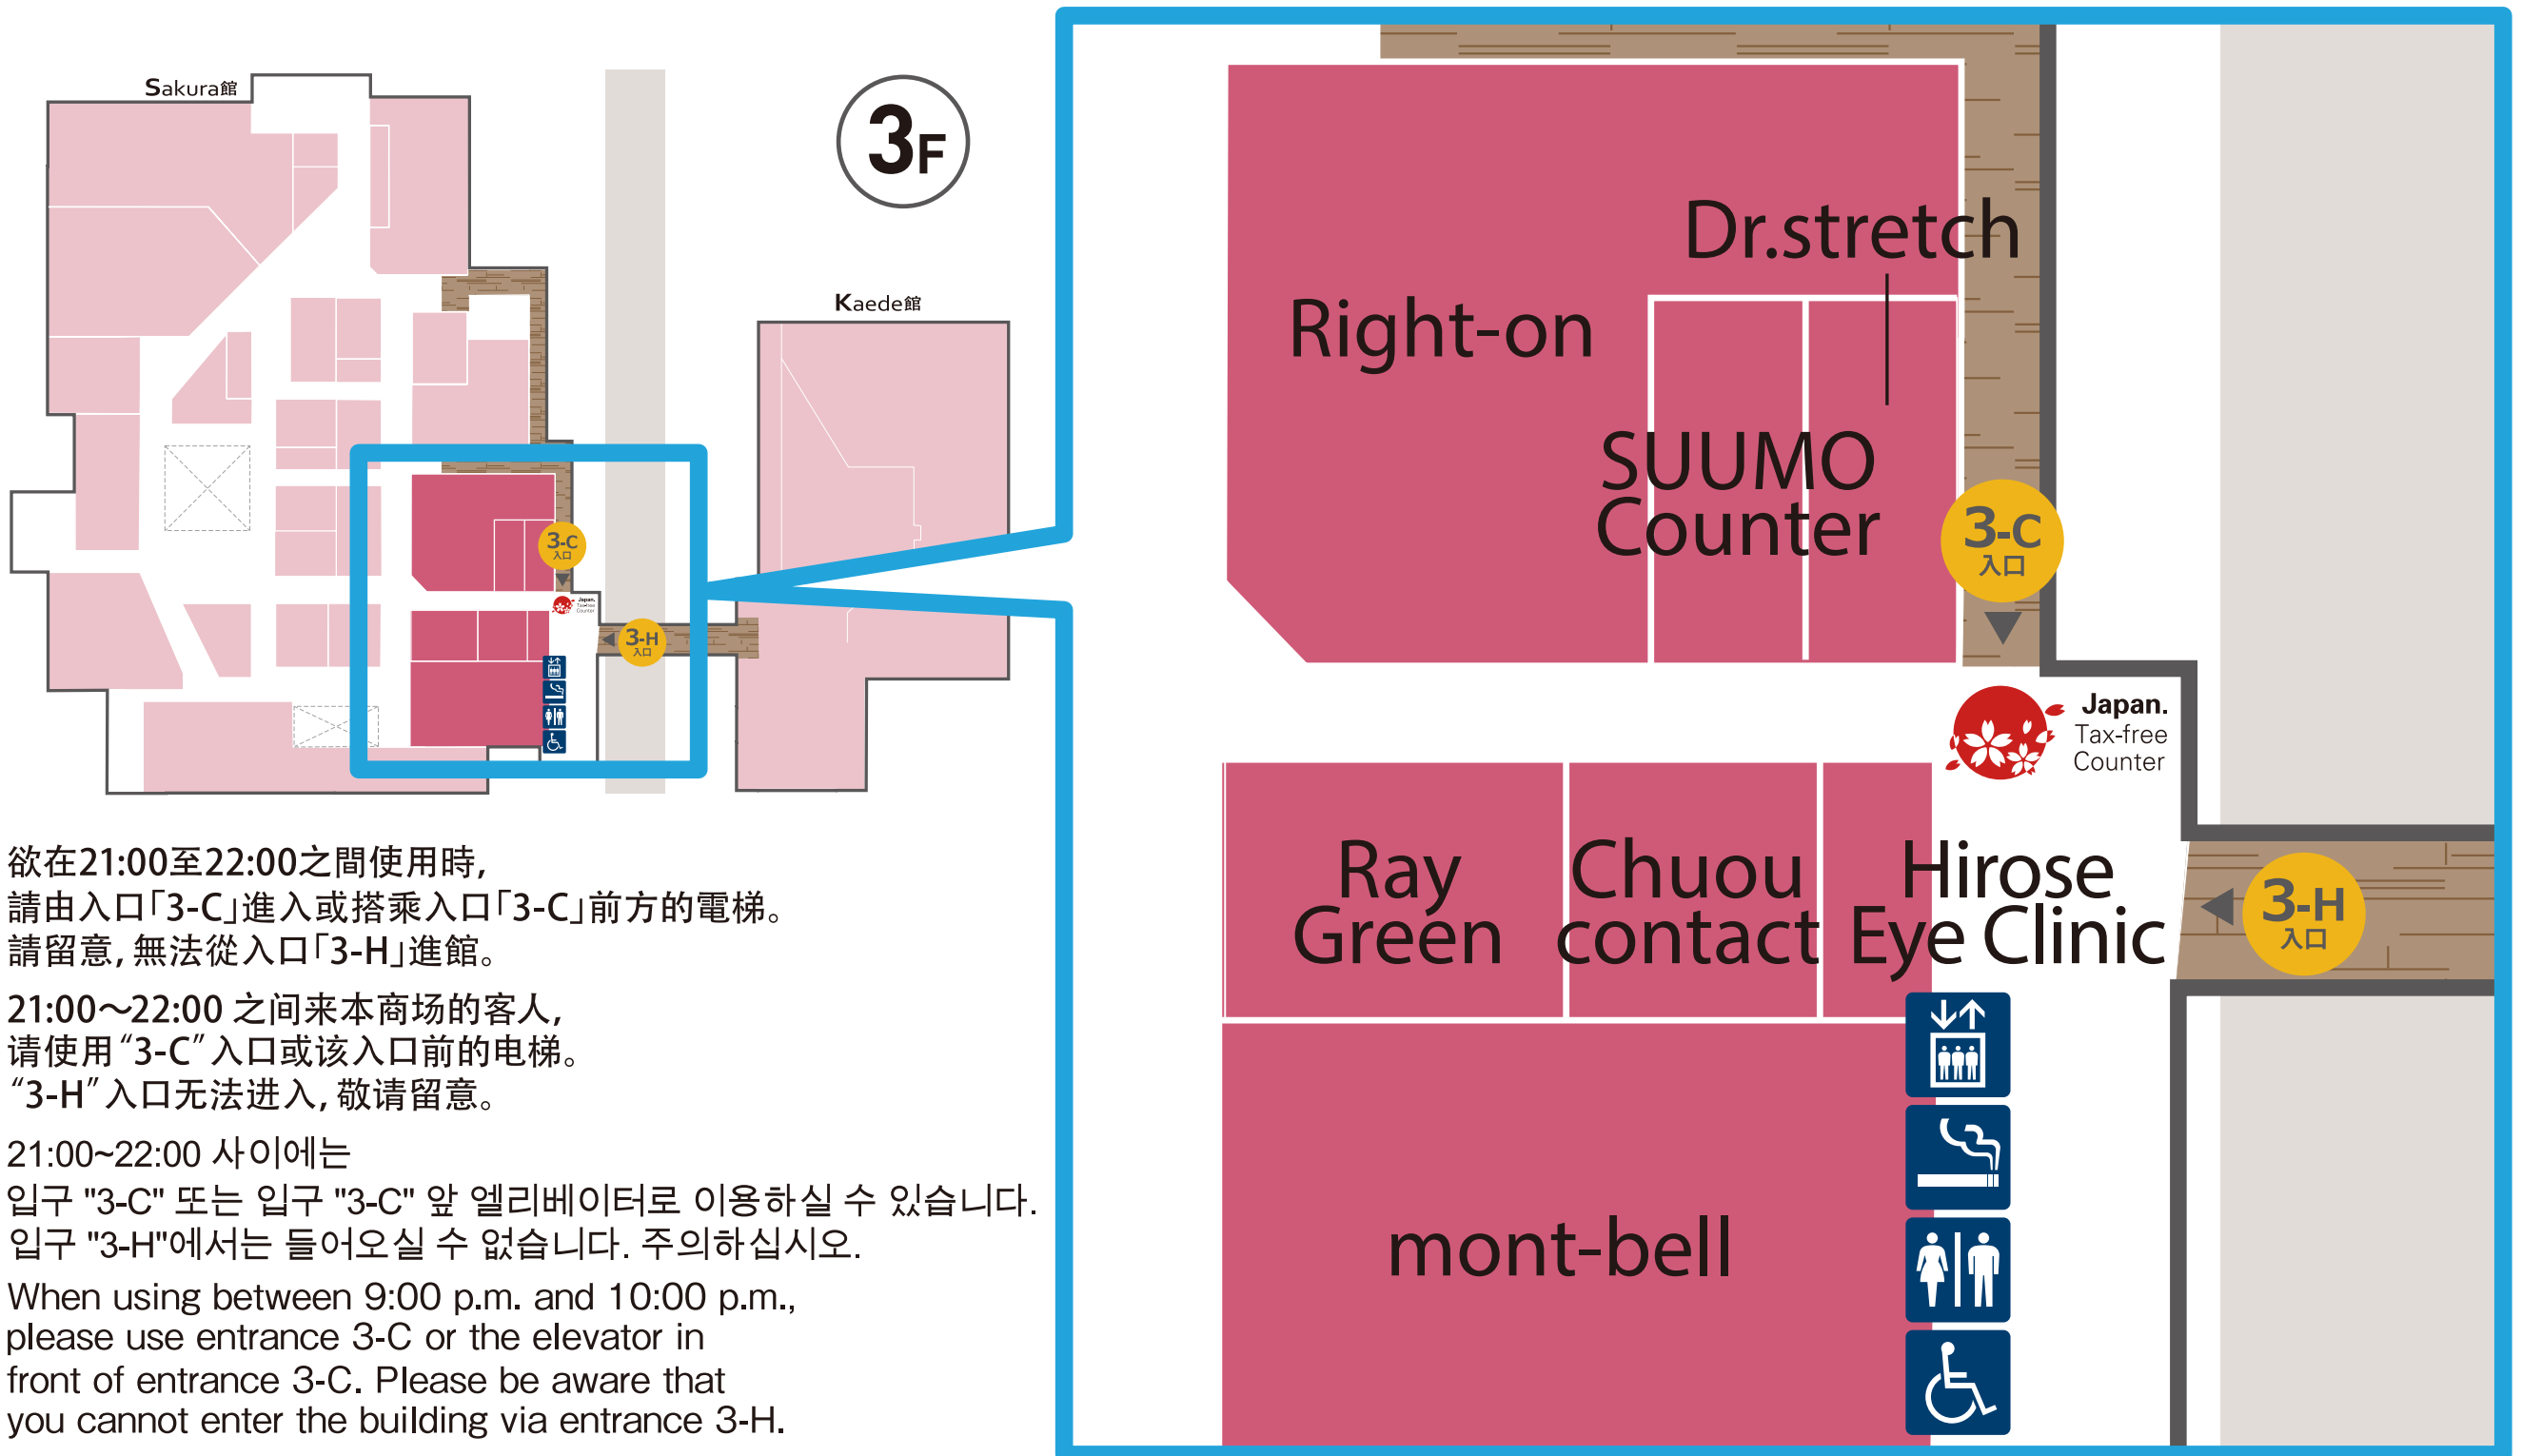 Sakura館
3F
Kaede館
3-C
入口
Japan.
Tax-free
Counter
3-H
入口
欲在21:00至22:00之間使用時,
請由入口「3-C」進入或搭乘入口「3-C」前方的電梯。
請留意, 無法從入口「3-H」進館。
21:00～22:00 之间来本商场的客人,
请使用“3-C”入口或该入口前的电梯。
“3-H”入口无法进入, 敬请留意。
21:00~22:00 사이에는
입구 "3-C" 또는 입구 "3-C" 앞 엘리베이터로 이용하실 수 있습니다.
입구 "3-H"에서는 들어오실 수 없습니다. 주의하십시오.
When using between 9:00 p.m. and 10:00 p.m.,
please use entrance 3-C or the elevator in
front of entrance 3-C. Please be aware that
you cannot enter the building via entrance 3-H.
Dr.stretch
Right-on
SUUMO
Counter
3-C
入口
Japan.
Tax-free
Counter
Ray
Green
Chuou
contact
Hirose
Eye Clinic
3-H
入口
mont-bell